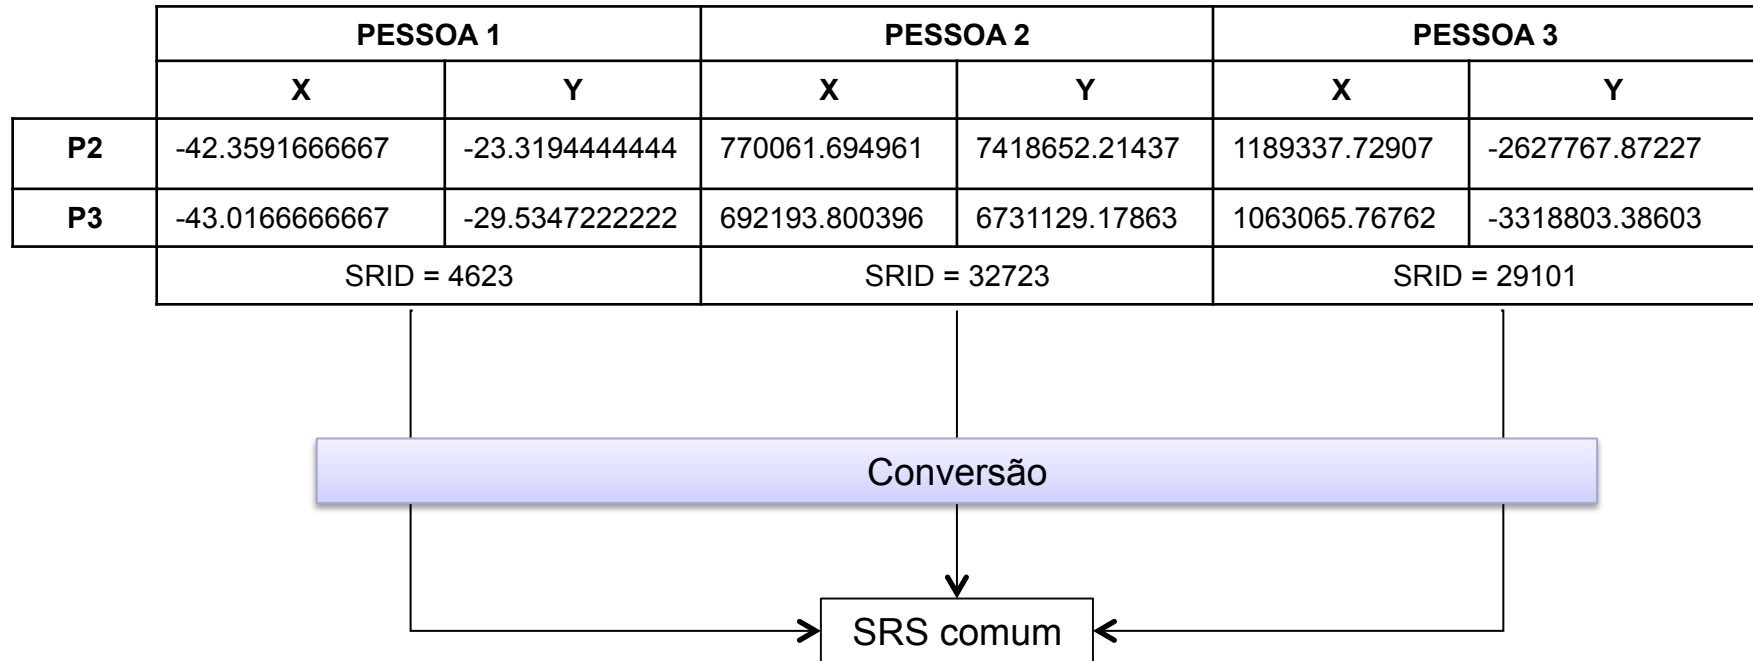 PESSOA 1 PESSOA 2 PESSOA 3
X Y X Y X Y
P2 -42.3591666667 -23.3194444444 770061.694961 7418652.21437 1189337.72907 -2627767.87227
P3 -43.0166666667 -29.5347222222 692193.800396 6731129.17863 1063065.76762 -3318803.38603
SRID = 4623 SRID = 32723 SRID = 29101
Conversão
SRS comum